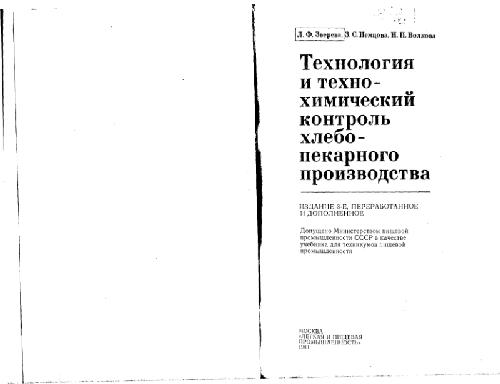 Л. Ф. Зверева, З. С. Немцова, Н. П. Волкова
Технология
и техно-
химический
контроль
хлебо-
пекарного
производства
ИЗДАНИЕ 3-Е, ПЕРЕРАБОТАННОЕ
И ДОПОЛНЕННОЕ
Допущено Министерством пищевой
промышленности СССР в качестве
учебника для техникумов пищевой
промышленности
МОСКВА
«ЛЕГКАЯ И ПИЩЕВАЯ
ПРОМЫШЛЕННОСТЬ»